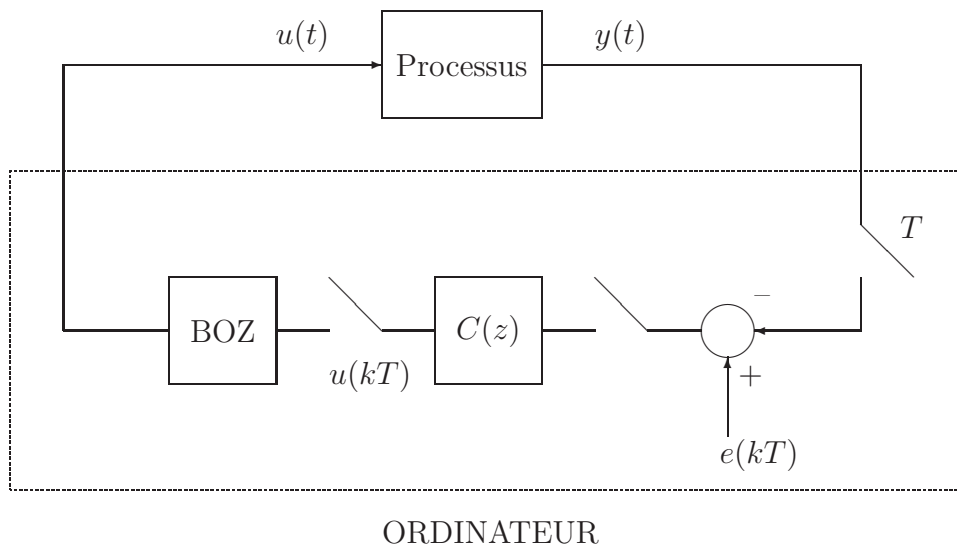 u(t)
Processus
y(t)
T
BOZ
u(kT)
C(z)
−
+
e(kT)
ORDINATEUR